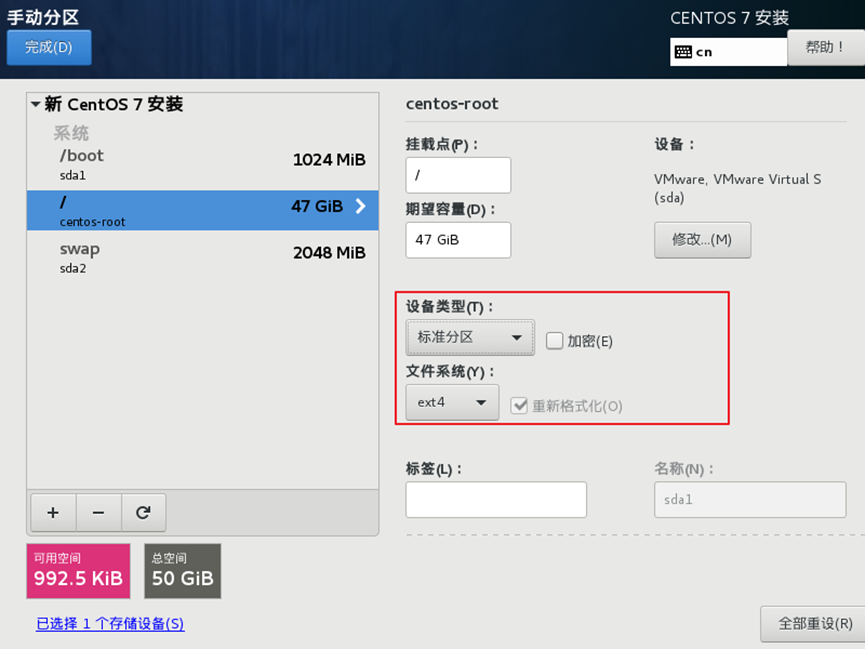 手动分区
CENTOS 7 安装
完成(D)
cn
帮助！
新 CentOS 7 安装
系统
/boot
1024 MiB
sda1
/
47 GiB
centos-root
swap
2048 MiB
sda2
+ −
可用空间
992.5 KiB
总空间
50 GiB
已选择 1 个存储设备(S)
centos-root
挂载点(P)：
/
期望容量(D)：
47 GiB
设备：
VMware, VMware Virtual S
(sda)
修改...(M)
设备类型(T)：
标准分区
加密(E)
文件系统(Y)：
ext4
重新格式化(O)
标签(L)：
名称(N)：
sda1
全部重设(R)